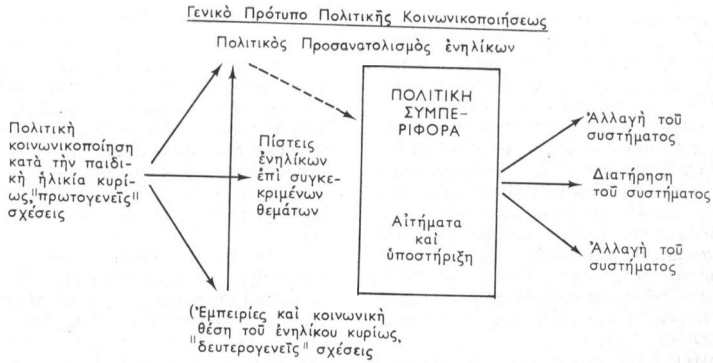 Γενικὸ Πρότυπο Πολιτικῆς Κοινωνικοποιήσεως
Πολιτικὸς Προσανατολισμὸς ἐνηλίκων
Πολιτικὴ
κοινωνικοποίηση
κατὰ τὴν παιδι-
κὴ ἡλικία κυρί-
ως,"πρωτογενεῖς"
σχέσεις
Πίστεις
ἐνηλίκων
ἐπὶ συγκε-
κριμένων
θεμάτων
(Ἐμπειρίες καὶ κοινωνικὴ
θέση τοῦ ἐνηλίκου κυρίως,
"δευτερογενεῖς" σχέσεις
ΠΟΛΙΤΙΚΗ
ΣΥΜΠΕ-
ΡΙΦΟΡΑ
Αἰτήματα
καὶ
ὑποστήριξη
Ἀλλαγὴ τοῦ
συστήματος
Διατήρηση
τοῦ συστήματος
Ἀλλαγὴ τοῦ
συστήματος